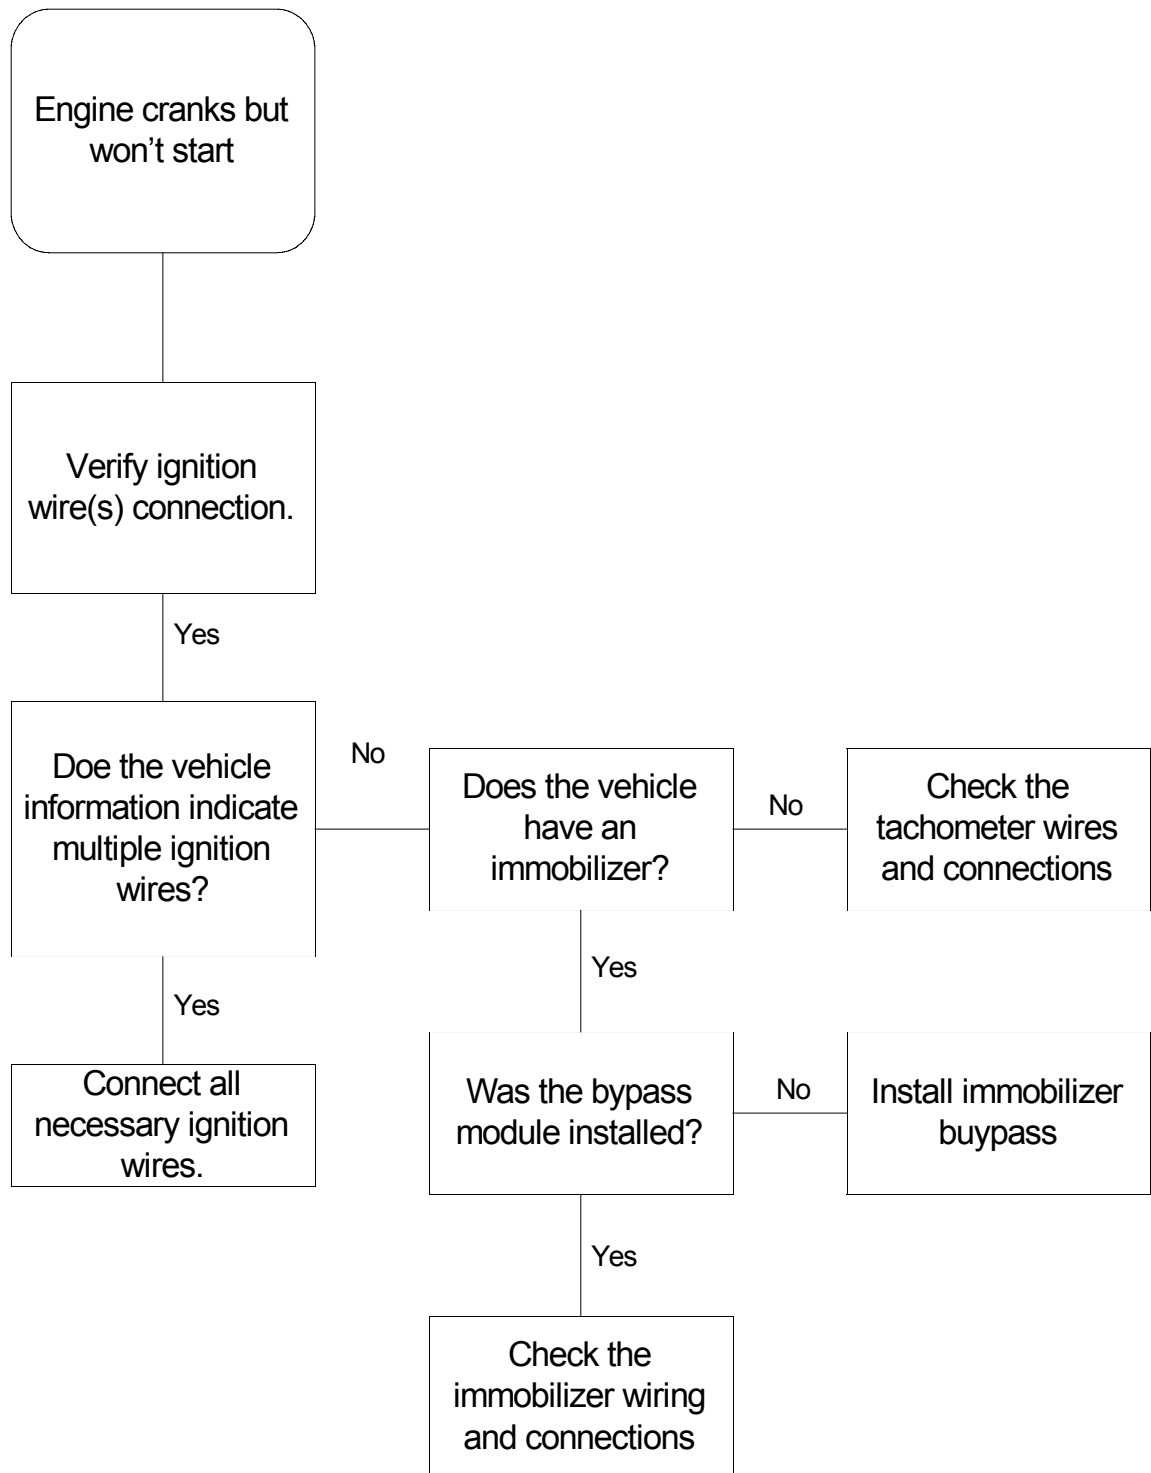 Engine cranks but
won't start
Verify ignition
wire(s) connection.
Yes
Doe the vehicle
information indicate
multiple ignition
wires?
No
Does the vehicle
have an
immobilizer?
No
Check the
tachometer wires
and connections
Yes
Connect all
necessary ignition
wires.
Yes
Was the bypass
module installed?
No
Install immobilizer
buypass
Yes
Check the
immobilizer wiring
and connections